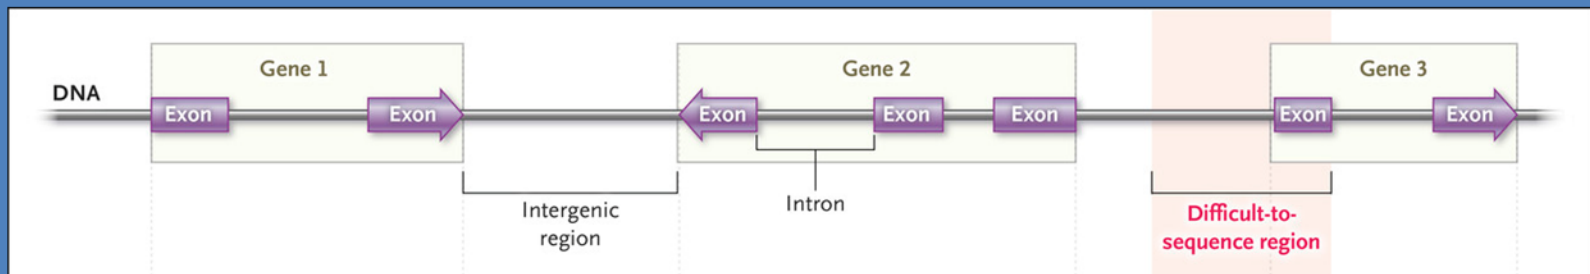 Gene 1
Gene 2
Gene 3
DNA
Exon
Exon
Exon
Exon
Exon
Exon
Exon
Intergenic
region
Intron
Difficult-to-
sequence region